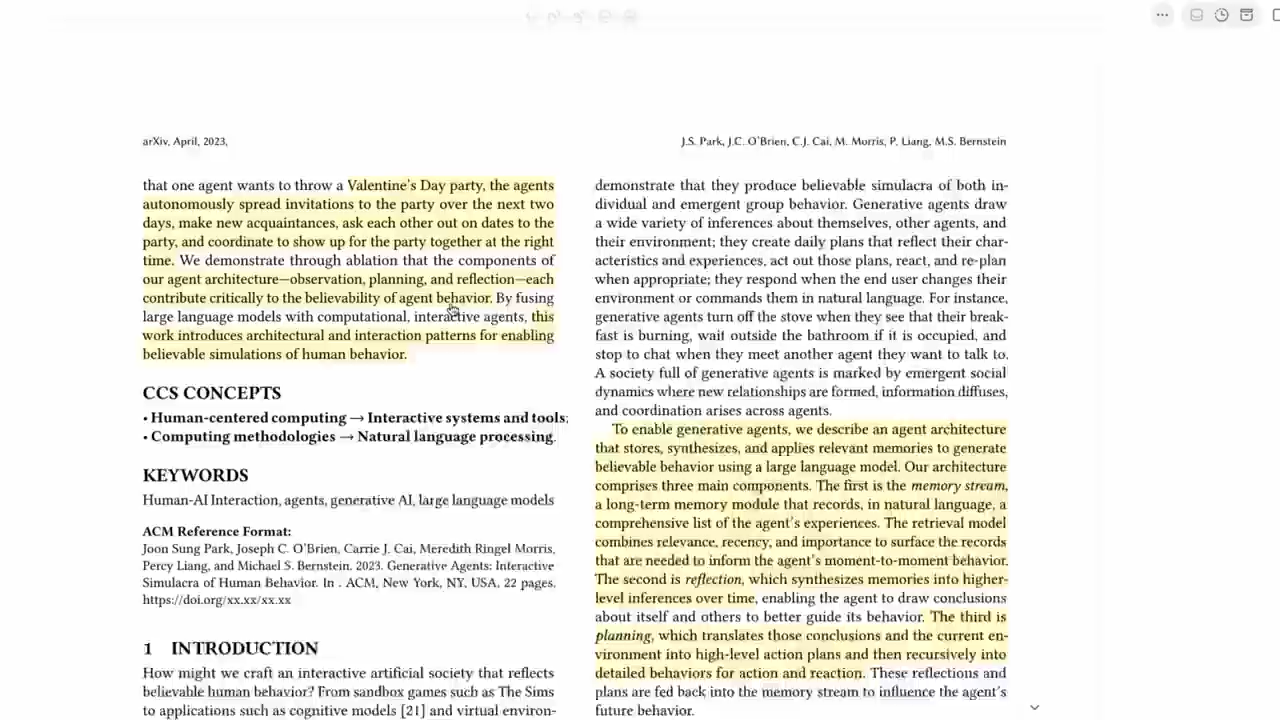 arXiv, April, 2023,
J.S. Park, J.C. O'Brien, C.J. Cai, M. Morris, P. Liang, M.S. Bernstein
that one agent wants to throw a Valentine's Day party, the agents
autonomously spread invitations to the party over the next two
days, make new acquaintances, ask each other out on dates to the
party, and coordinate to show up for the party together at the right
time. We demonstrate through ablation that the components of
our agent architecture—observation, planning, and reflection—each
contribute critically to the believability of agent behavior. By fusing
large language models with computational, interactive agents, this
work introduces architectural and interaction patterns for enabling
believable simulations of human behavior.
CCS CONCEPTS
• Human-centered computing → Interactive systems and tools;
• Computing methodologies → Natural language processing.
KEYWORDS
Human-AI Interaction, agents, generative AI, large language models
ACM Reference Format:
Joon Sung Park, Joseph C. O'Brien, Carrie J. Cai, Meredith Ringel Morris,
Percy Liang, and Michael S. Bernstein. 2023. Generative Agents: Interactive
Simulacra of Human Behavior. In . ACM, New York, NY, USA, 22 pages.
https://doi.org/xx.xx/xx.xx
1 INTRODUCTION
How might we craft an interactive artificial society that reflects
believable human behavior? From sandbox games such as The Sims
to applications such as cognitive models [21] and virtual environ-
demonstrate that they produce believable simulacra of both in-
dividual and emergent group behavior. Generative agents draw
a wide variety of inferences about themselves, other agents, and
their environment; they create daily plans that reflect their char-
acteristics and experiences, act out those plans, react, and re-plan
when appropriate; they respond when the end user changes their
environment or commands them in natural language. For instance,
generative agents turn off the stove when they see that their break-
fast is burning, wait outside the bathroom if it is occupied, and
stop to chat when they meet another agent they want to talk to.
A society full of generative agents is marked by emergent social
dynamics where new relationships are formed, information diffuses,
and coordination arises across agents.
To enable generative agents, we describe an agent architecture
that stores, synthesizes, and applies relevant memories to generate
believable behavior using a large language model. Our architecture
comprises three main components. The first is the memory stream,
a long-term memory module that records, in natural language, a
comprehensive list of the agent's experiences. The retrieval model
combines relevance, recency, and importance to surface the records
that are needed to inform the agent's moment-to-moment behavior.
The second is reflection, which synthesizes memories into higher-
level inferences over time, enabling the agent to draw conclusions
about itself and others to better guide its behavior. The third is
planning, which translates those conclusions and the current en-
vironment into high-level action plans and then recursively into
detailed behaviors for action and reaction. These reflections and
plans are fed back into the memory stream to influence the agent's
future behavior.